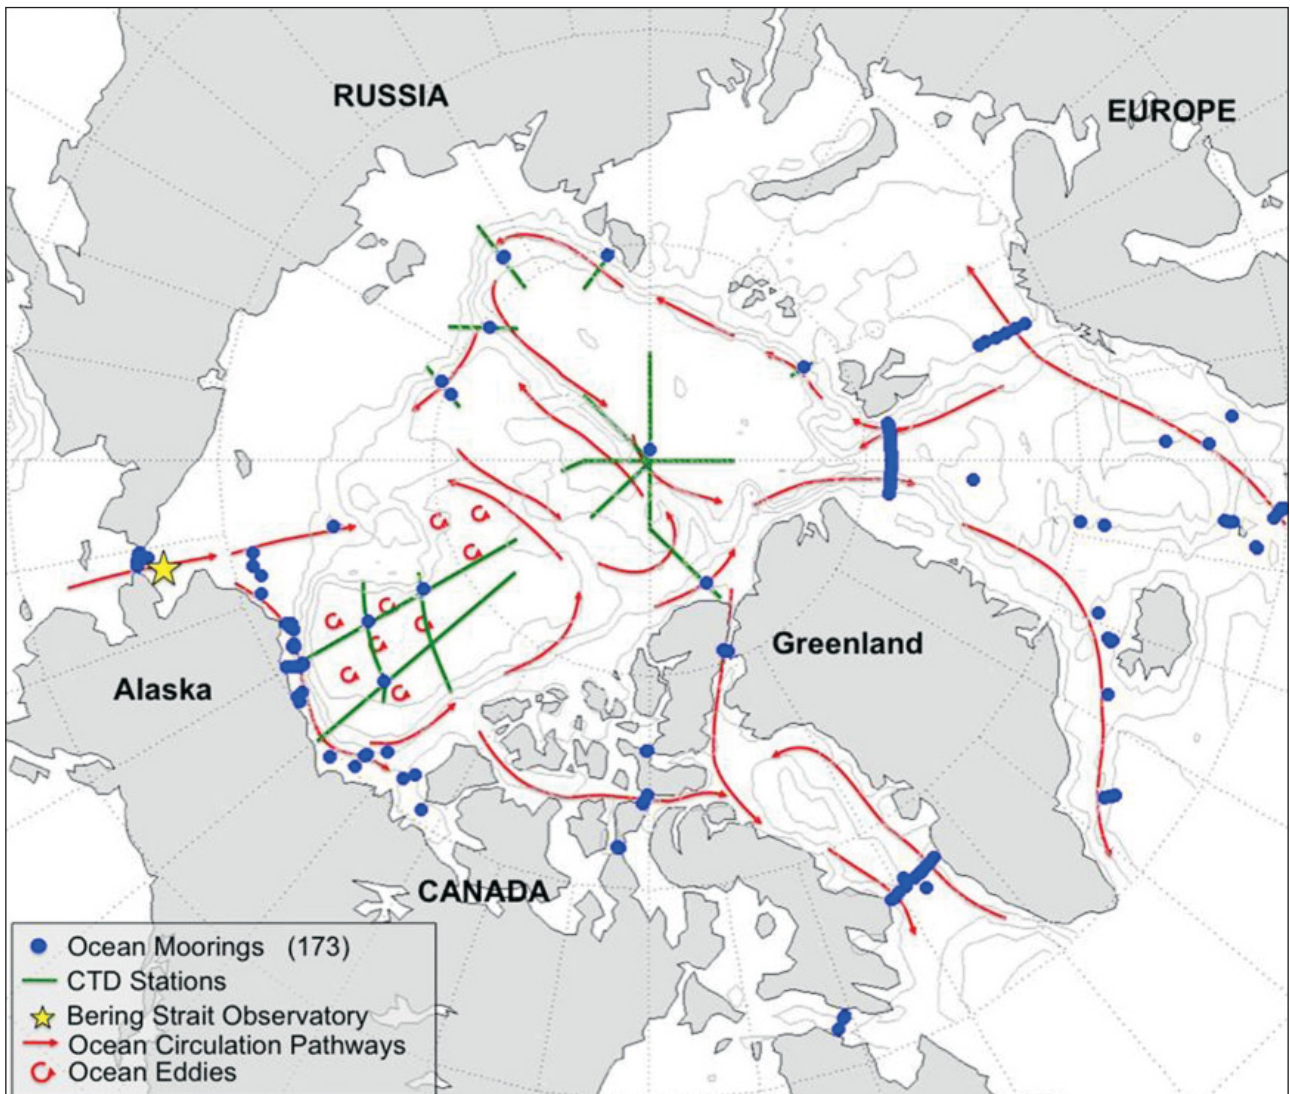 RUSSIA
EUROPE
Greenland
Alaska
CANADA
Ocean Moorings (173)
CTD Stations
Bering Strait Observatory
Ocean Circulation Pathways
Ocean Eddies